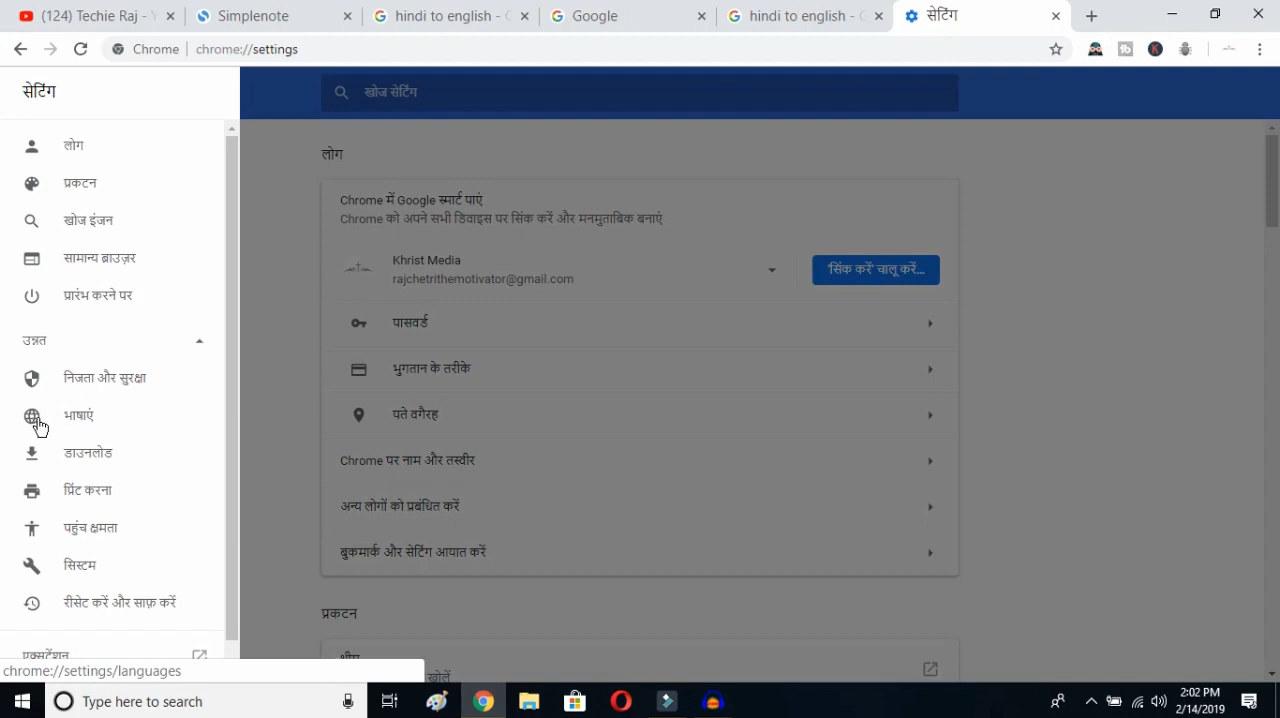 (124) Techie Raj - Y
Simplenote
hindi to english - G
Google
hindi to english - G
सेटिंग
Chrome
chrome://settings
सेटिंग
खोज सेटिंग
लोग
प्रकटन
खोज इंजन
सामान्य ब्राउज़र
प्रारंभ करने पर
उन्नत
निजता और सुरक्षा
भाषाएं
डाउनलोड
प्रिंट करना
पहुंच क्षमता
सिस्टम
रीसेट करें और साफ़ करें
एक्सटेंशन
chrome://settings/languages
लोग
Chrome में Google स्मार्ट पाएं
Chrome को अपने सभी डिवाइस पर सिंक करें और मनमुताबिक बनाएं
Khrist Media
rajchetrithemotivator@gmail.com
'सिंक करें' चालू करें...
पासवर्ड
भुगतान के तरीके
पते वगैरह
Chrome पर नाम और तस्वीर
अन्य लोगों को प्रबंधित करें
बुकमार्क और सेटिंग आयात करें
प्रकटन
थीम
खोलें
Type here to search
2:02 PM
2/14/2019